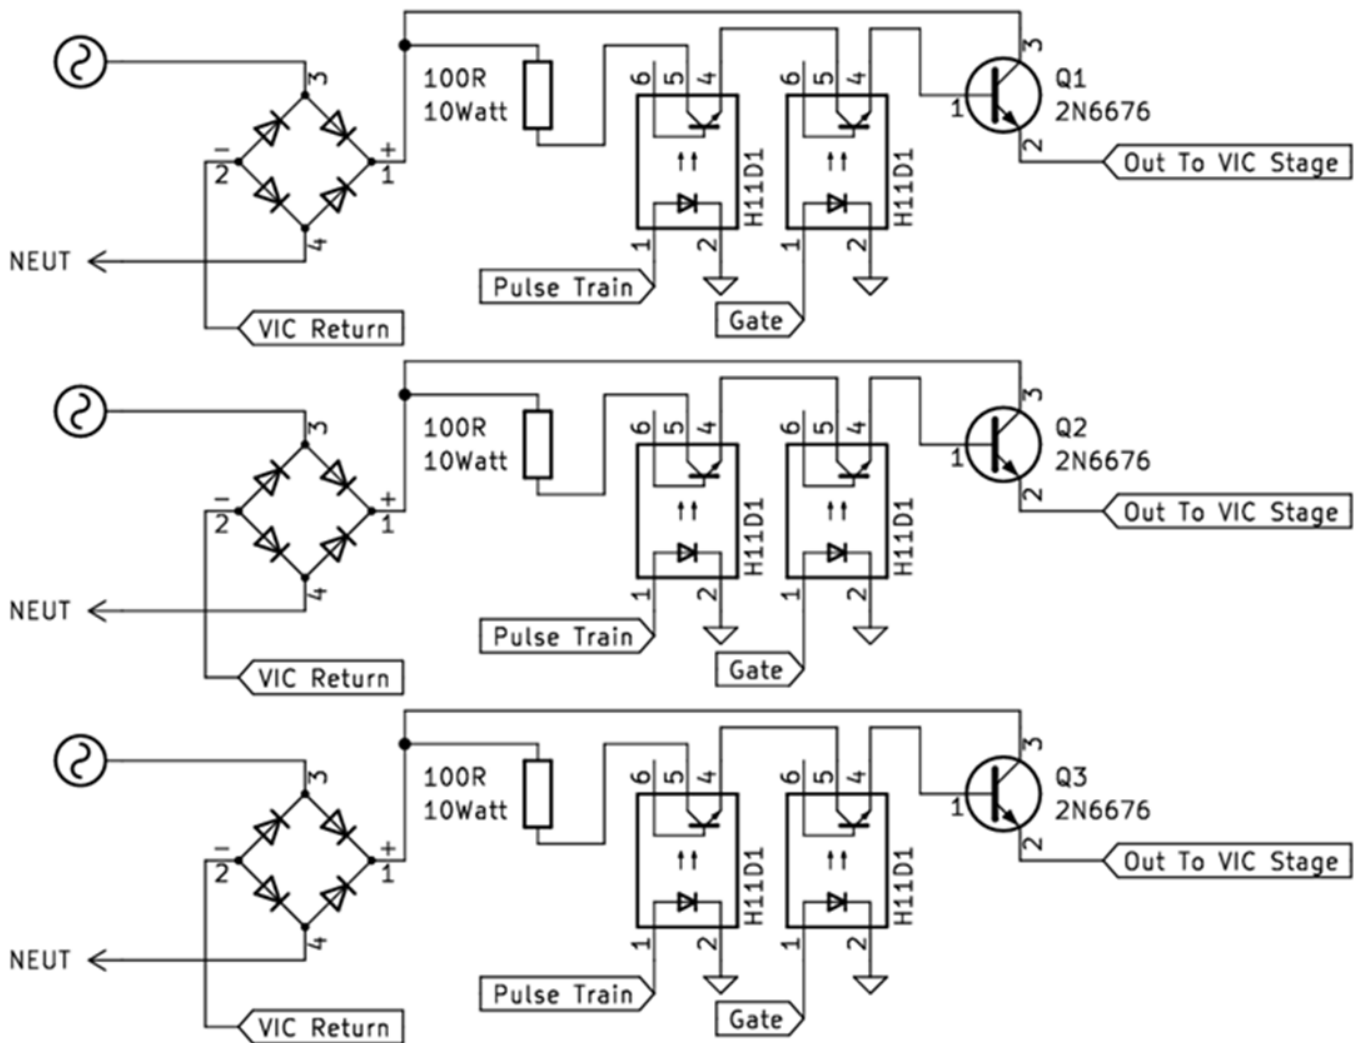 3
100R
10Watt
6
5
4
6
5
4
3
Q1
2N6676
1
2
-
2
+
1
H11D1
H11D1
Out To VIC Stage
4
NEUT
1
2
1
2
Pulse Train
Gate
VIC Return
3
100R
10Watt
6
5
4
6
5
4
3
Q2
2N6676
1
2
-
2
+
1
H11D1
H11D1
Out To VIC Stage
4
NEUT
1
2
1
2
Pulse Train
Gate
VIC Return
3
100R
10Watt
6
5
4
6
5
4
3
Q3
2N6676
1
2
-
2
+
1
H11D1
H11D1
Out To VIC Stage
4
NEUT
1
2
1
2
Pulse Train
Gate
VIC Return